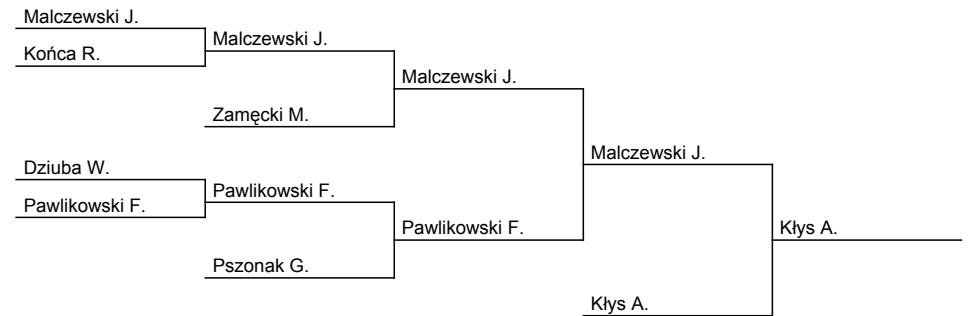 Malczewski J.
Końca R.
Malczewski J.
Zamęcki M.
Malczewski J.
Dziuba W.
Pawlikowski F.
Pawlikowski F.
Pszonak G.
Pawlikowski F.
Malczewski J.
Kłys A.
Kłys A.